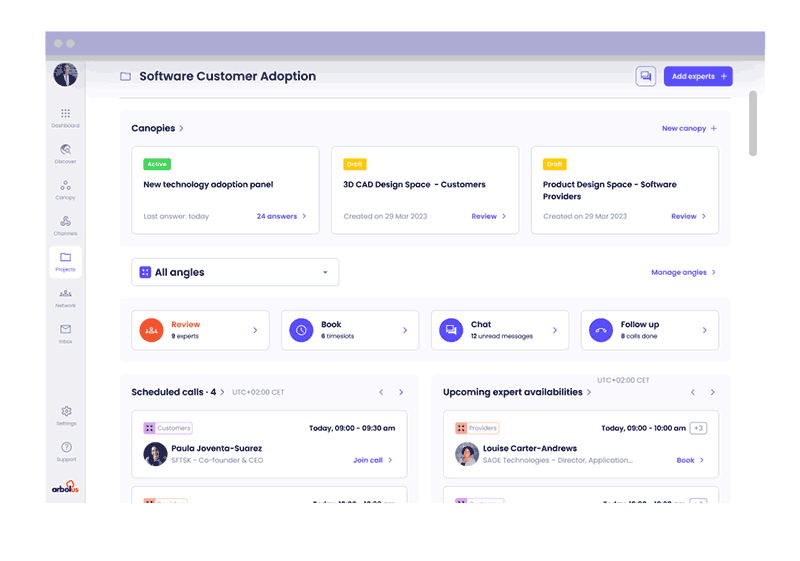 Software Customer Adoption
Add experts +
Dashboard
Discover
Canopy
Channels
Projects
Network
Inbox
Settings
Support
arbolus
Canopies
New canopy +
Active
New technology adoption panel
Last answer: today
24 answers
Draft
3D CAD Design Space - Customers
Created on 29 Mar 2023
Review
Draft
Product Design Space - Software
Providers
Created on 29 Mar 2023
Review
All angles
Manage angles
Review
9 experts
Book
6 timeslots
Chat
12 unread messages
Follow up
8 calls done
Scheduled calls · 4
UTC+02:00 CET
Customers
Today, 09:00 - 09:30 am
Paula Joventa-Suarez
SFTSK - Co-founder & CEO
Join call
UTC+02:00 CET
Upcoming expert availabilities
Providers
Today, 09:00 - 10:00 am
+3
Louise Carter-Andrews
SAGE Technologies – Director, Application...
Book